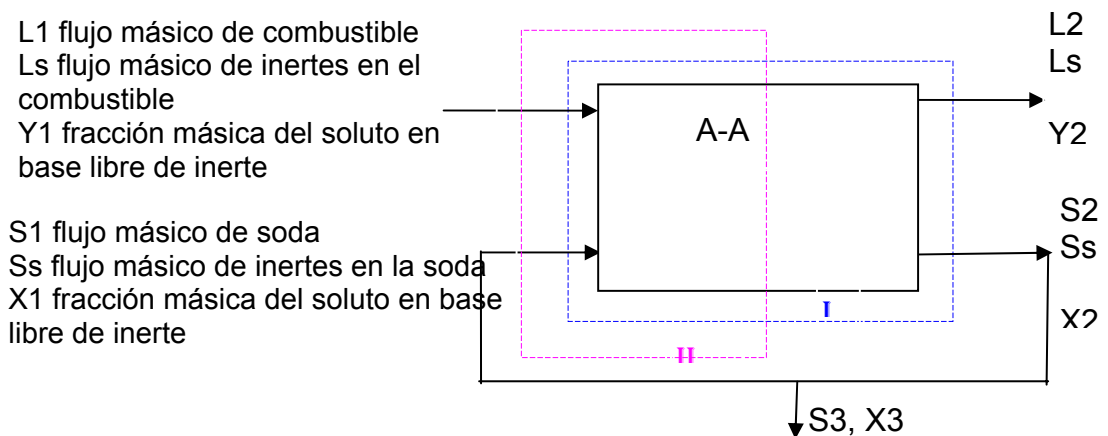 L1 flujo másico de combustible
Ls flujo másico de inertes en el
combustible
Y1 fracción másica del soluto en
base libre de inerte
S1 flujo másico de soda
Ss flujo másico de inertes en la soda
X1 fracción másica del soluto en base
libre de inerte
A-A
I
II
L2
Ls
Y2
S2
Ss
X2
S3, X3